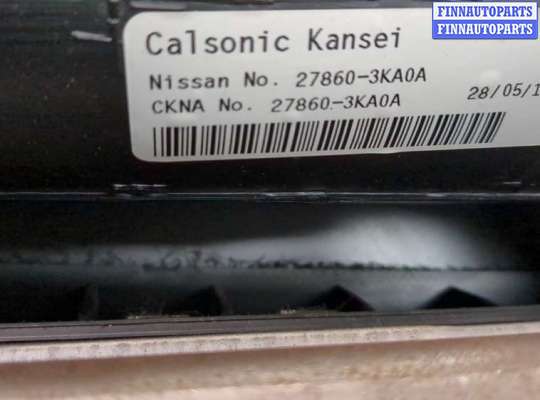 FINNAUTOPARTS
FINNAUTOPARTS
Calsonic Kansei
Nissan No. 27860-3KA0A
CKNA No. 27860-3KA0A
28/05/1